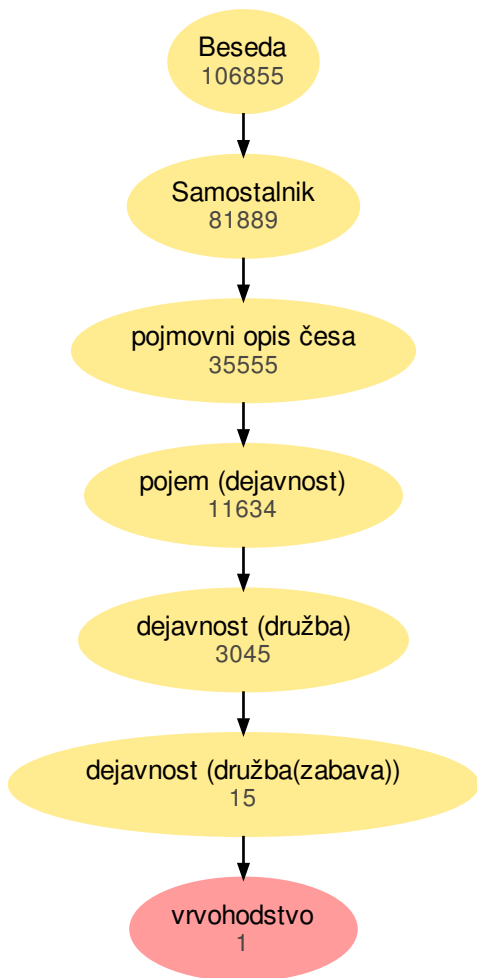 Beseda
106855
Samostalnik
81889
pojmovni opis česa
35555
pojem (dejavnost)
11634
dejavnost (družba)
3045
dejavnost (družba(zabava))
15
vrvohodstvo
1